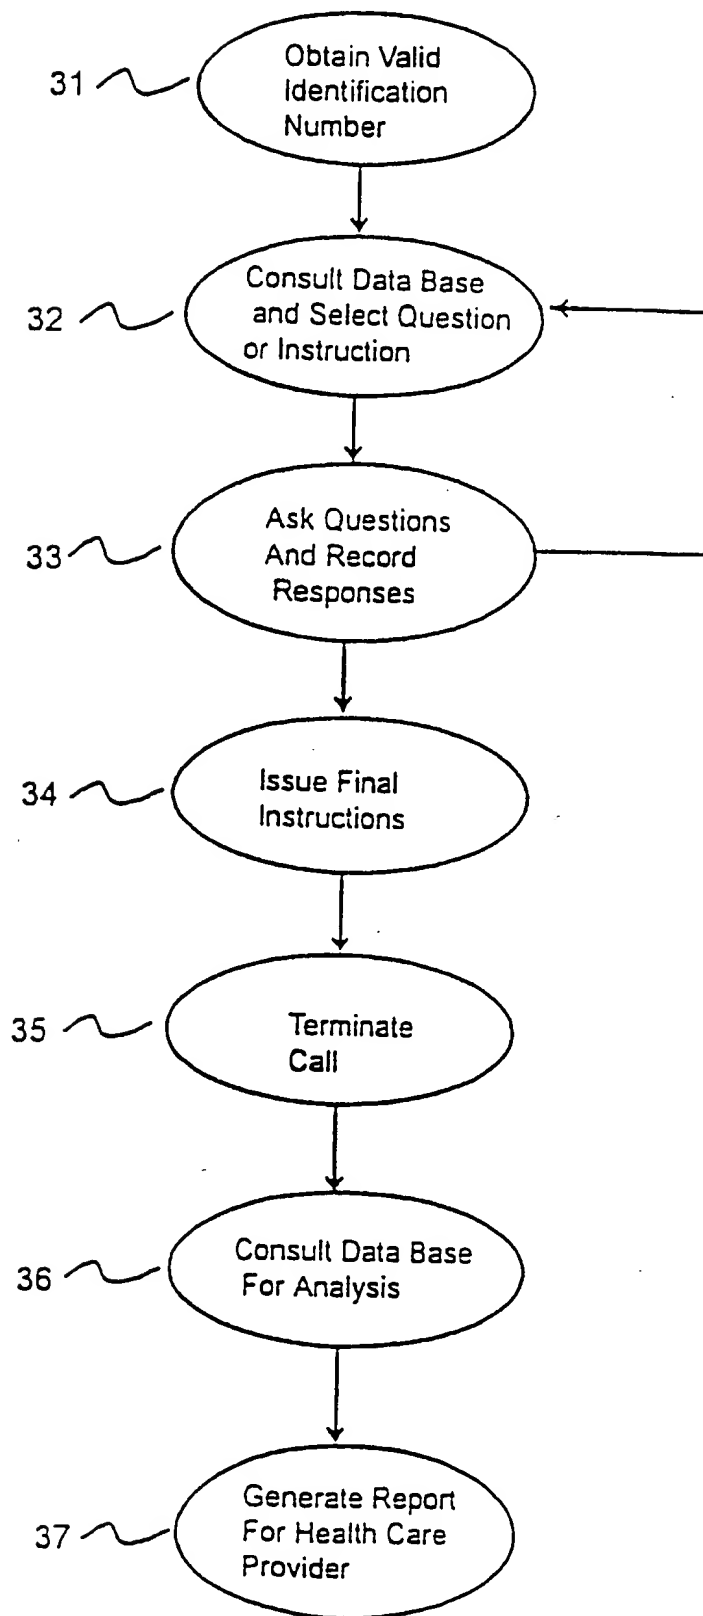 31
Obtain Valid
Identification
Number
32
Consult Data Base
and Select Question
or Instruction
33
Ask Questions
And Record
Responses
34
Issue Final
Instructions
35
Terminate
Call
36
Consult Data Base
For Analysis
37
Generate Report
For Health Care
Provider